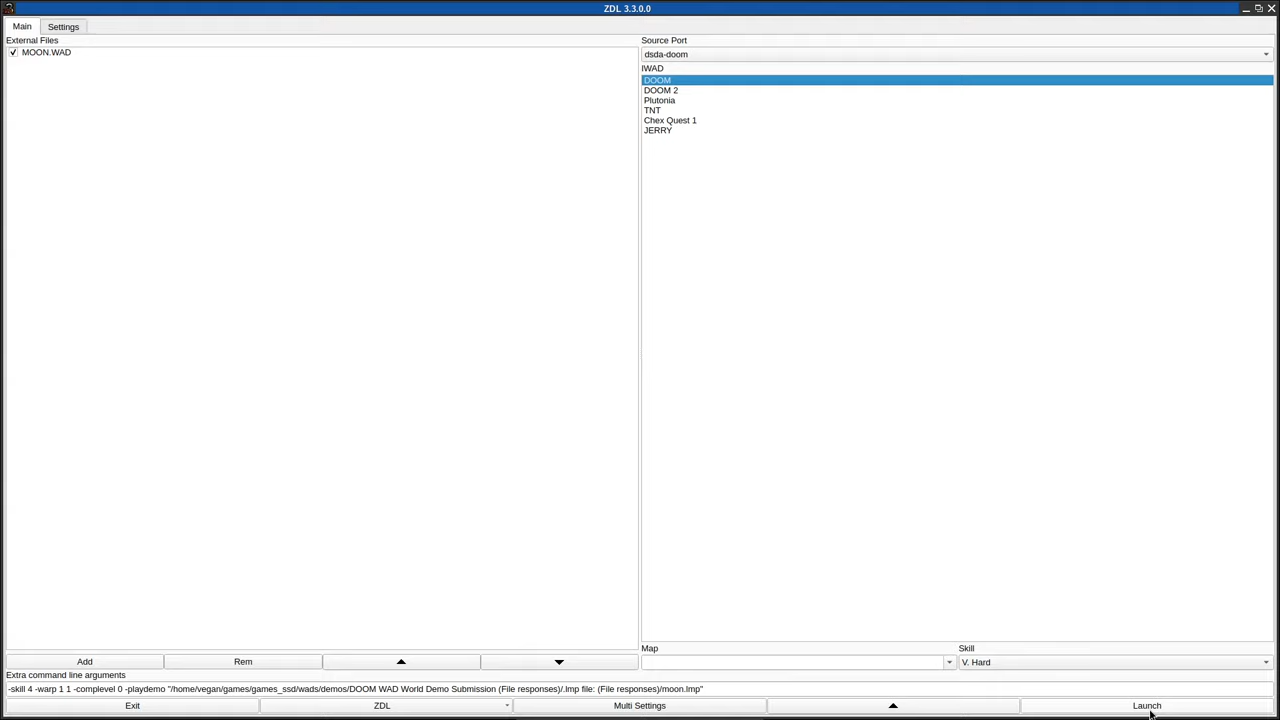 ZDL 3.3.0.0
Main Settings
External Files
MOON.WAD
Source Port
dsda-doom
IWAD
DOOM
DOOM 2
Plutonia
TNT
Chex Quest 1
JERRY
Add Rem
Map Skill
V. Hard
Extra command line arguments
-skill 4 -warp 1 1 -complevel 0 -playdemo "/home/vegan/games/games_ssd/wads/demos/DOOM WAD World Demo Submission (File responses)/.lmp file: (File responses)/moon.lmp"
Exit ZDL Multi Settings Launch